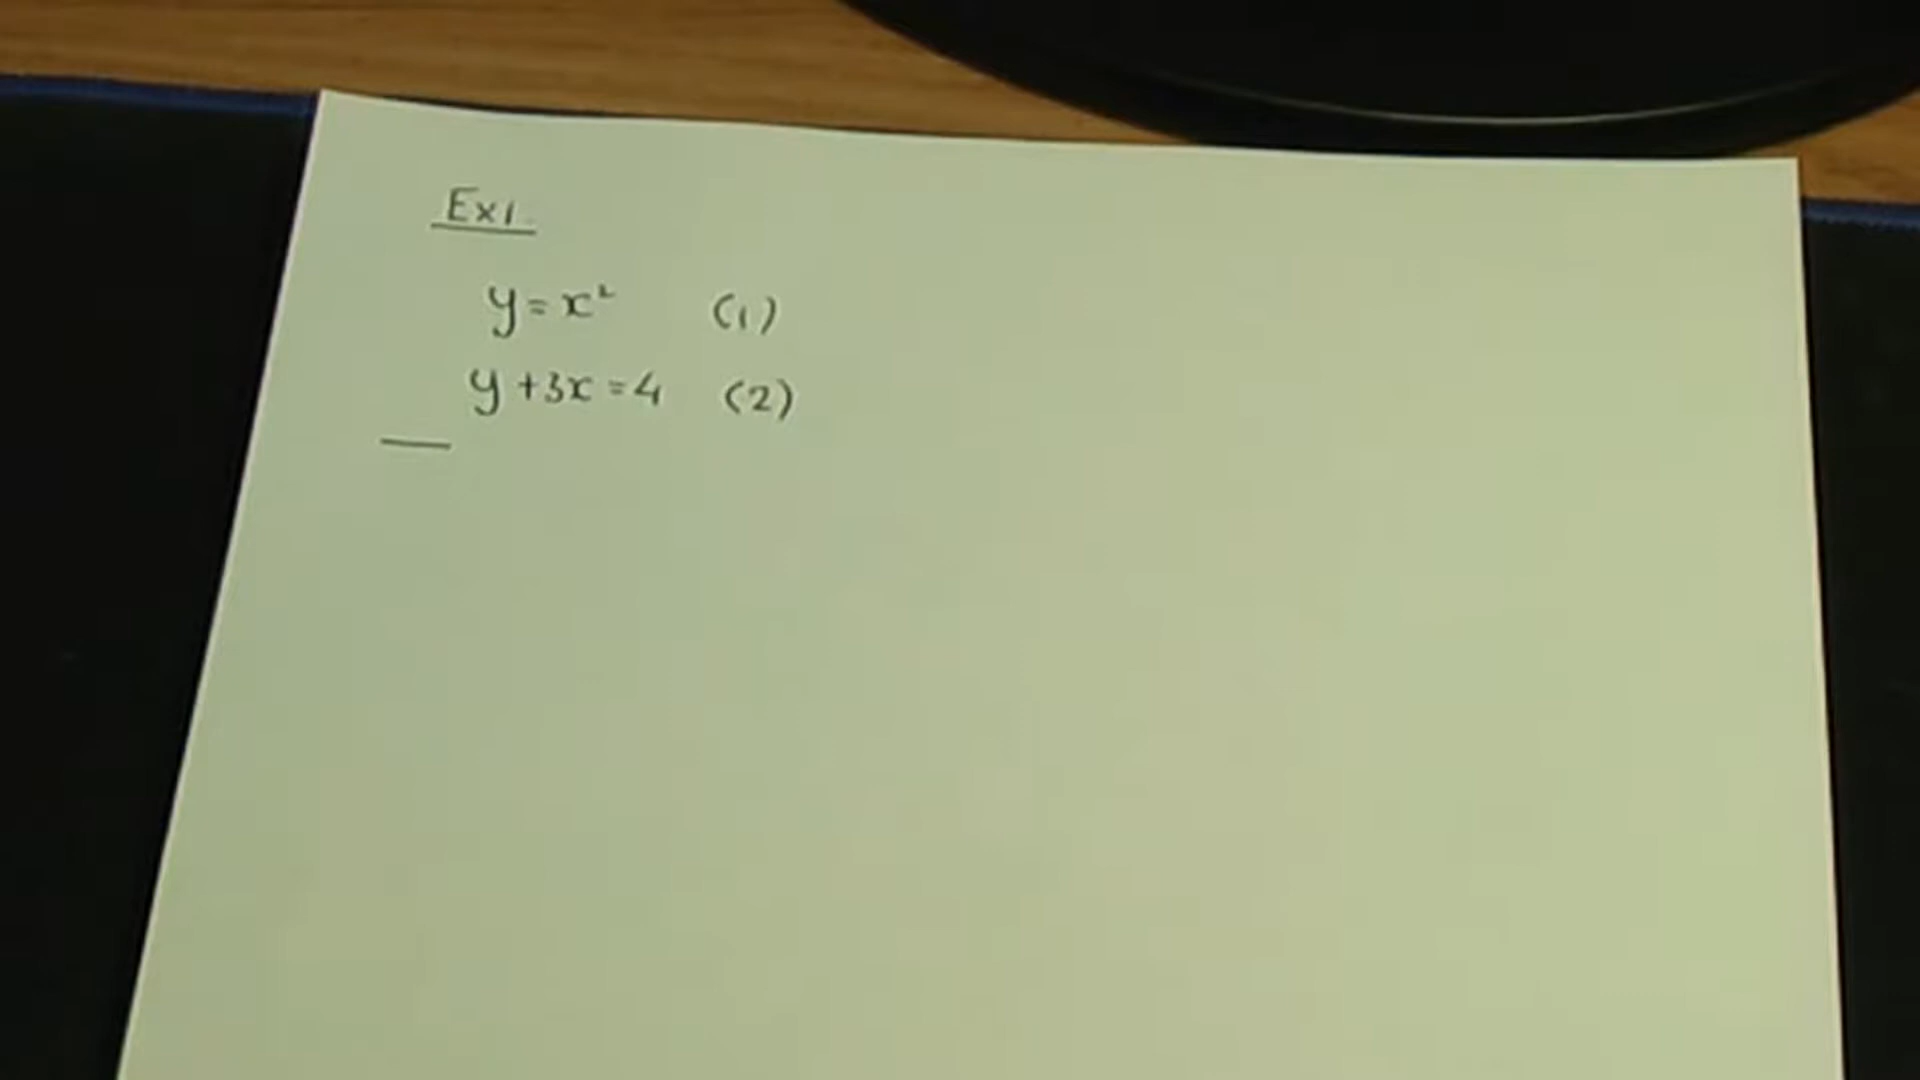 Ex1.
y = x² (1)
y + 3x = 4 (2)